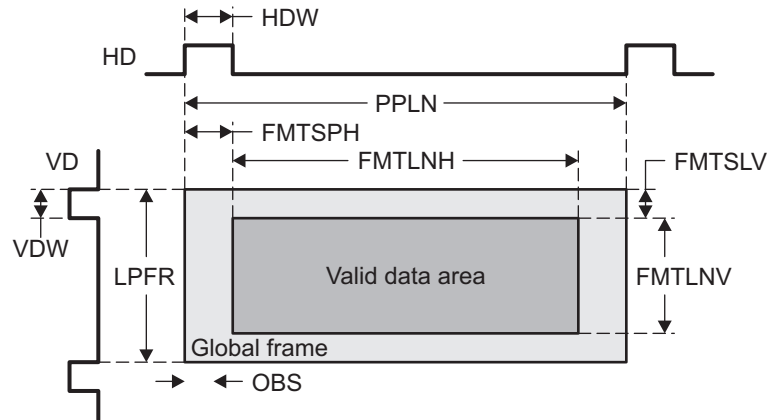 HDW
HD
PPLN
FMTSPH
VD
FMTLNH
FMTSLV
VDW
LPFR
Valid data area
FMTLNV
Global frame
OBS